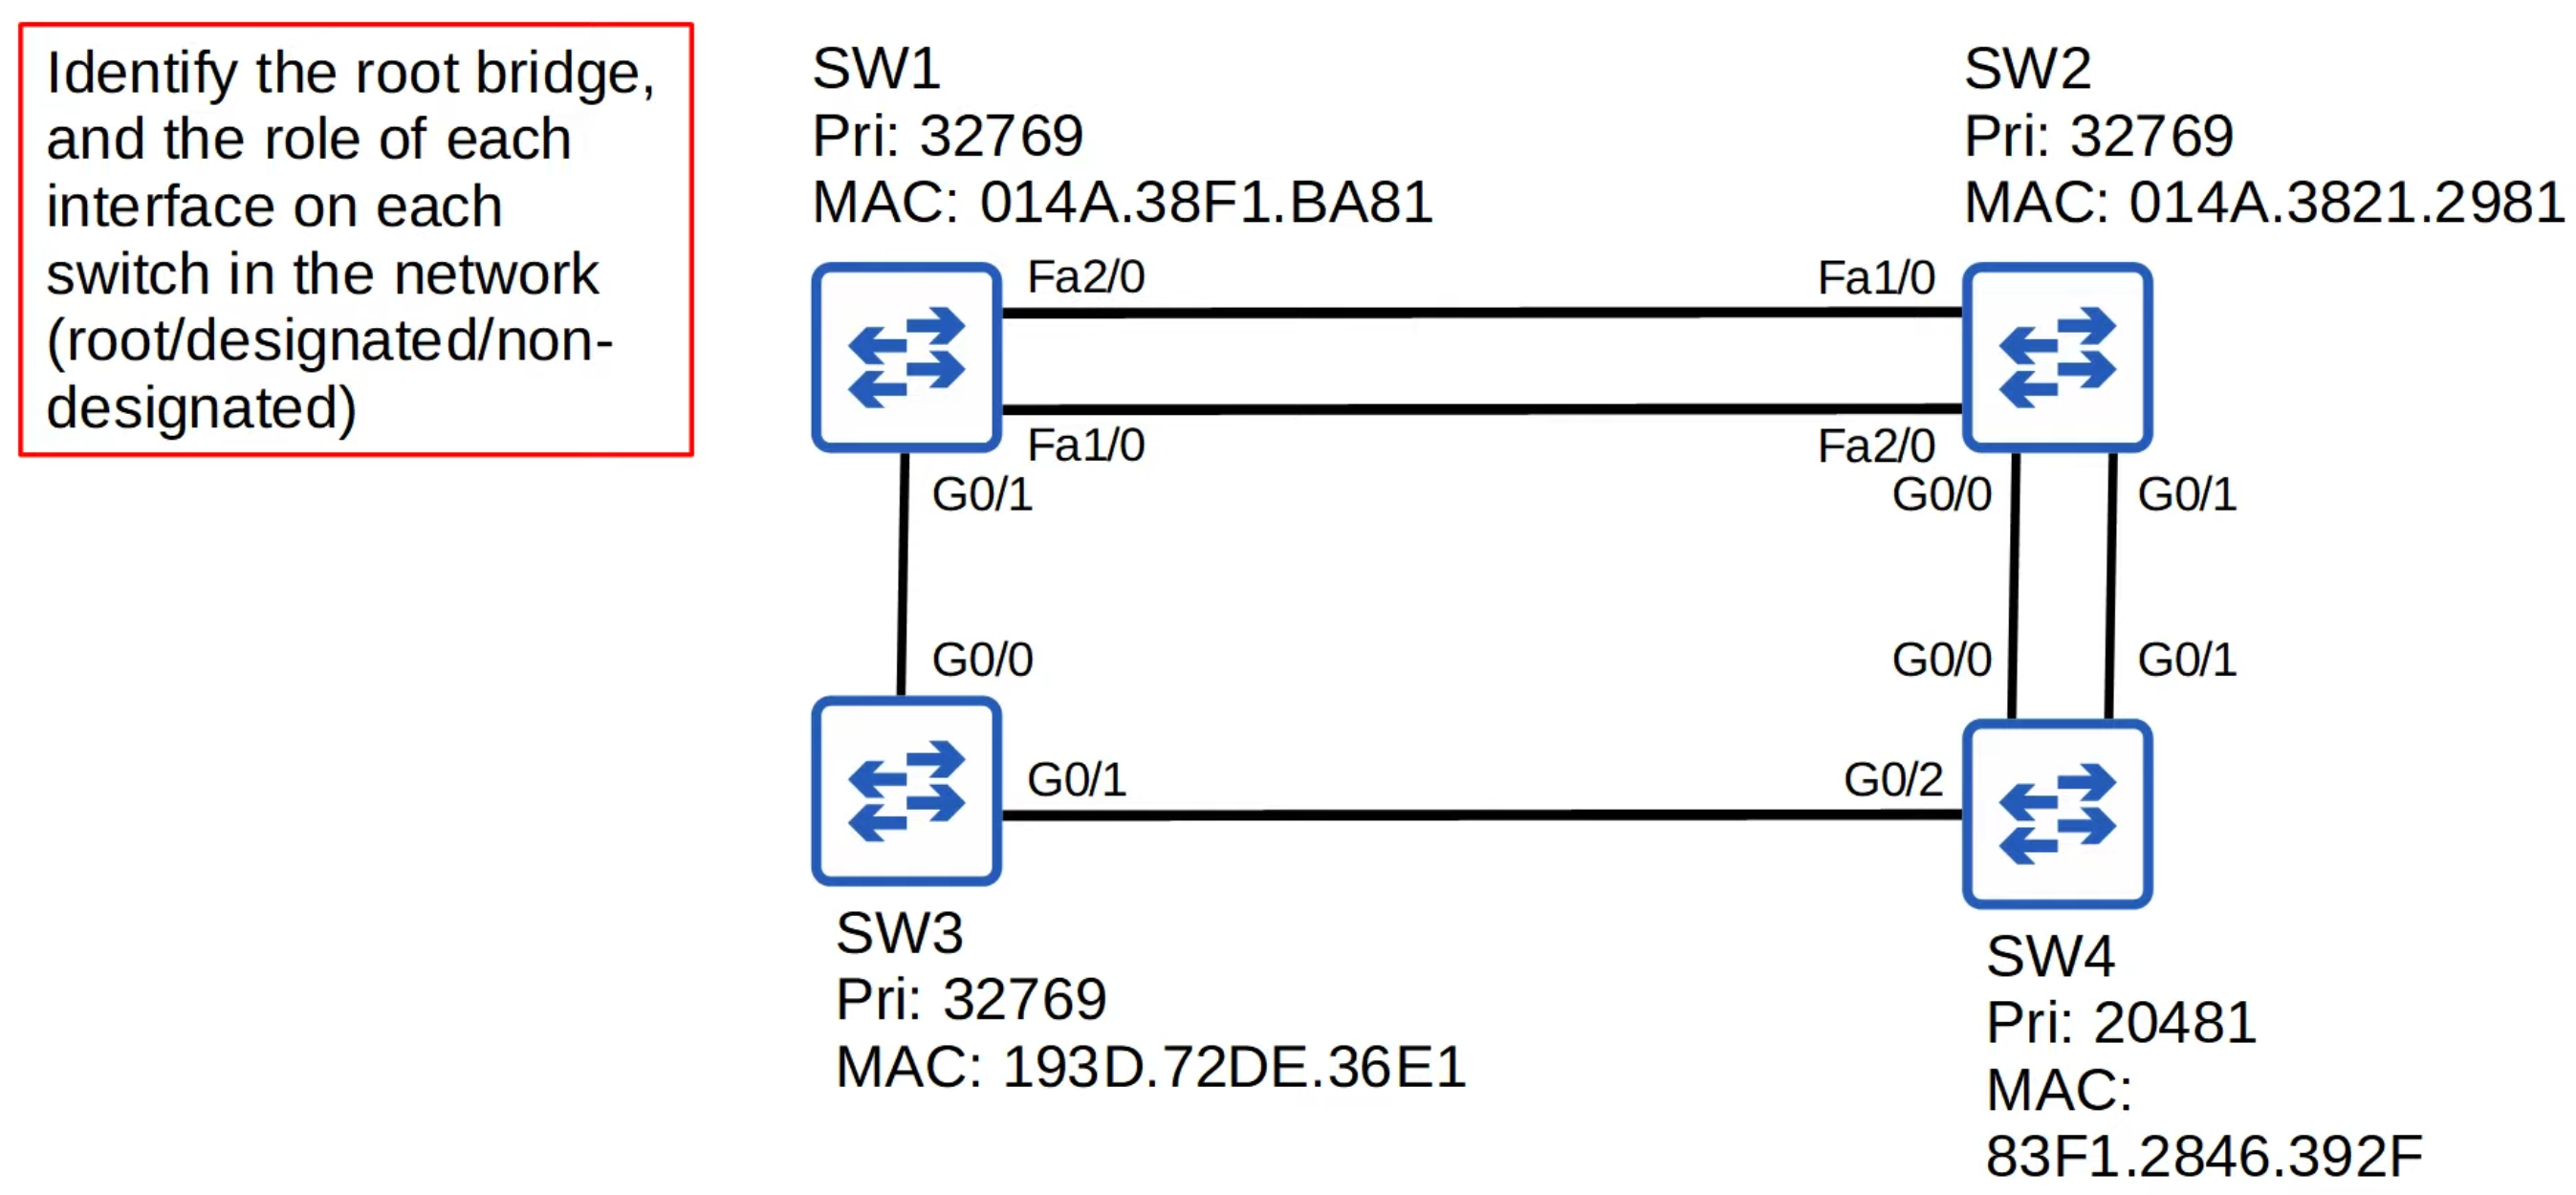 Identify the root bridge,
and the role of each
interface on each
switch in the network
(root/designated/non-
designated)
SW1
Pri: 32769
MAC: 014A.38F1.BA81
SW2
Pri: 32769
MAC: 014A.3821.2981
Fa2/0
Fa1/0
Fa1/0
Fa2/0
G0/1
G0/0
G0/1
G0/0
G0/0
G0/1
G0/1
G0/2
SW3
Pri: 32769
MAC: 193D.72DE.36E1
SW4
Pri: 20481
MAC:
83F1.2846.392F